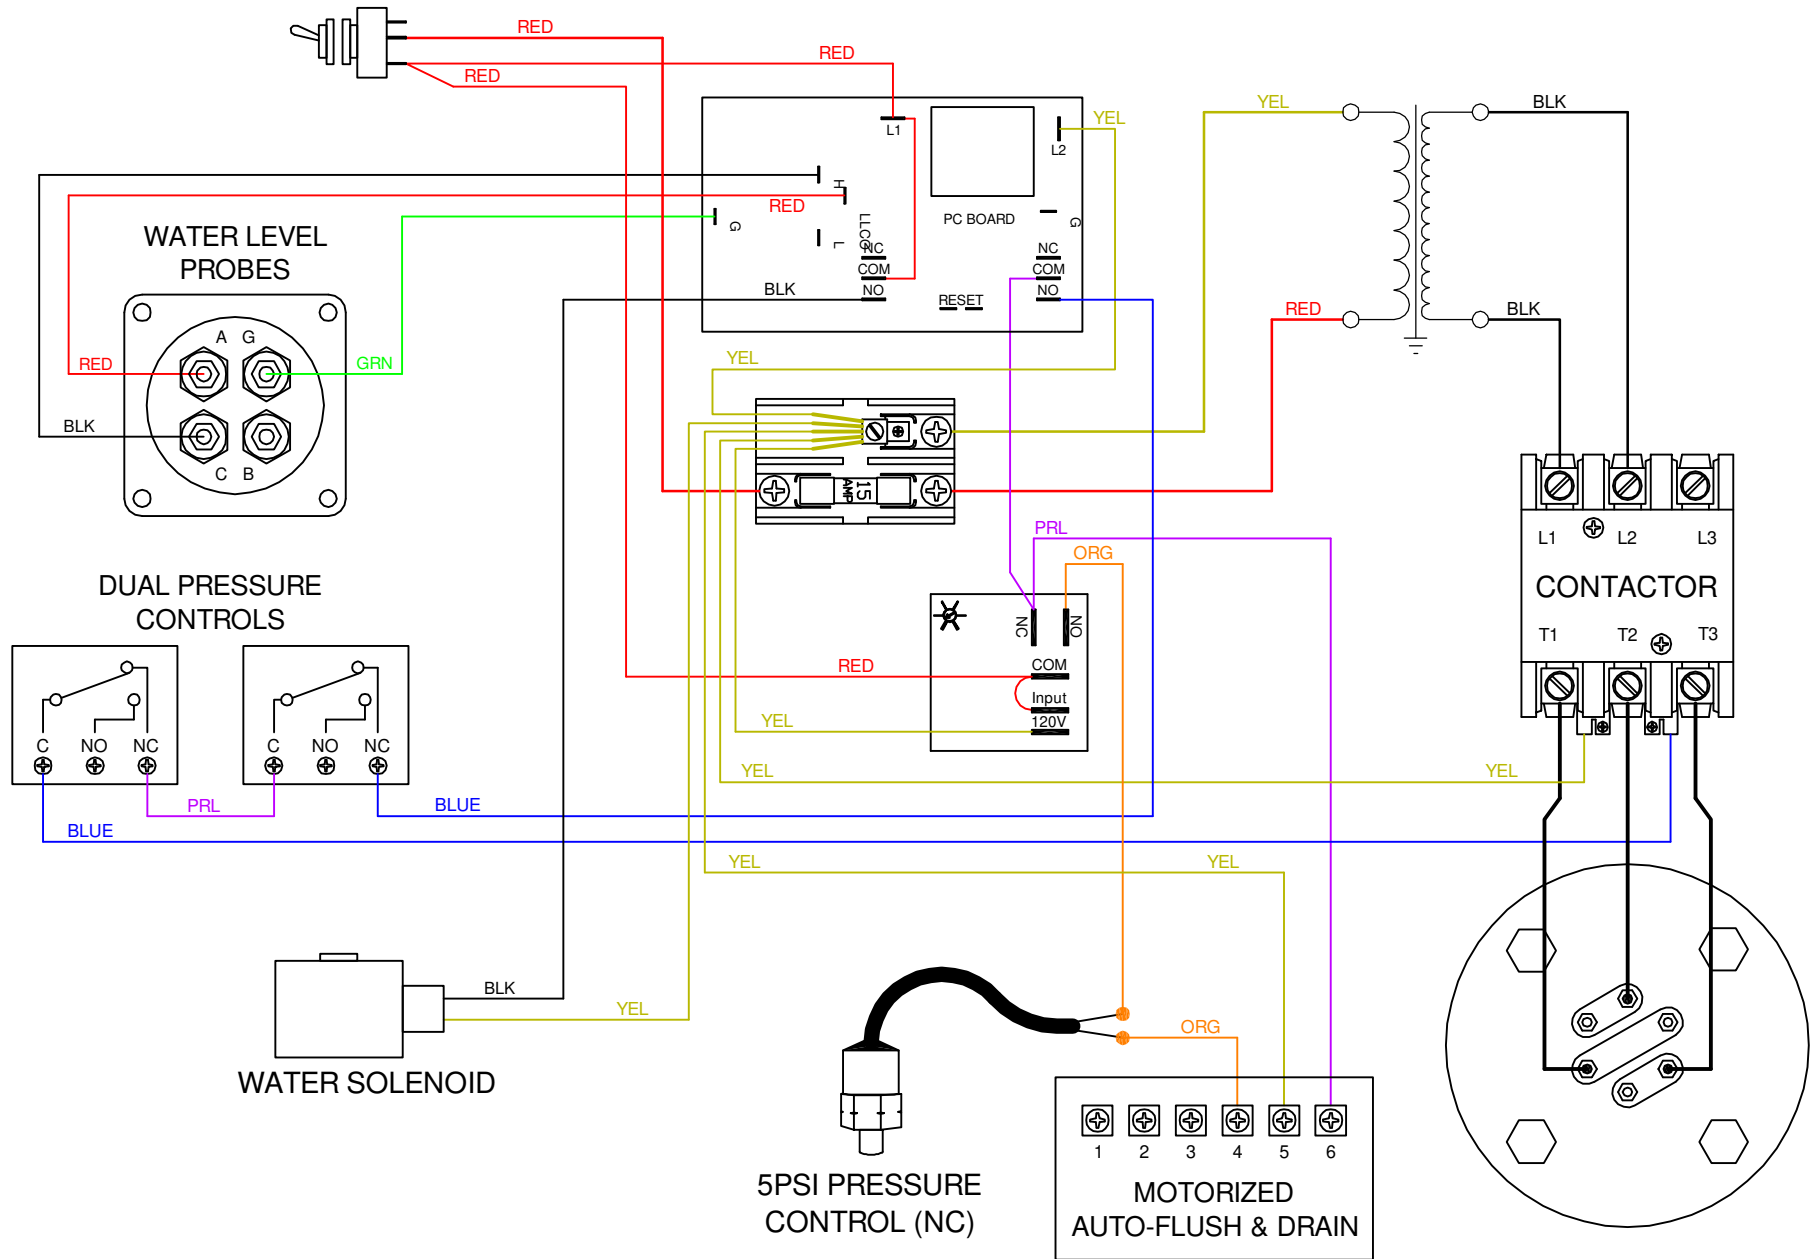 RED
RED
RED
YEL
BLK
L1
L2
YEL
H
RED
G
L
LLCO
NC
COM
NO
PC BOARD
G
NC
COM
NO
RESET
BLK
RED
BLK
WATER LEVEL
PROBES
A G
C B
RED
GRN
BLK
YEL
15
AMP
PRL
ORG
NC
NO
COM
Input
120V
RED
YEL
L1 L2 L3
CONTACTOR
T1 T2 T3
DUAL PRESSURE
CONTROLS
C NO NC
C NO NC
PRL
BLUE
BLUE
YEL
YEL
YEL
YEL
BLK
YEL
WATER SOLENOID
ORG
5PSI PRESSURE
CONTROL (NC)
1 2 3 4 5 6
MOTORIZED
AUTO-FLUSH & DRAIN